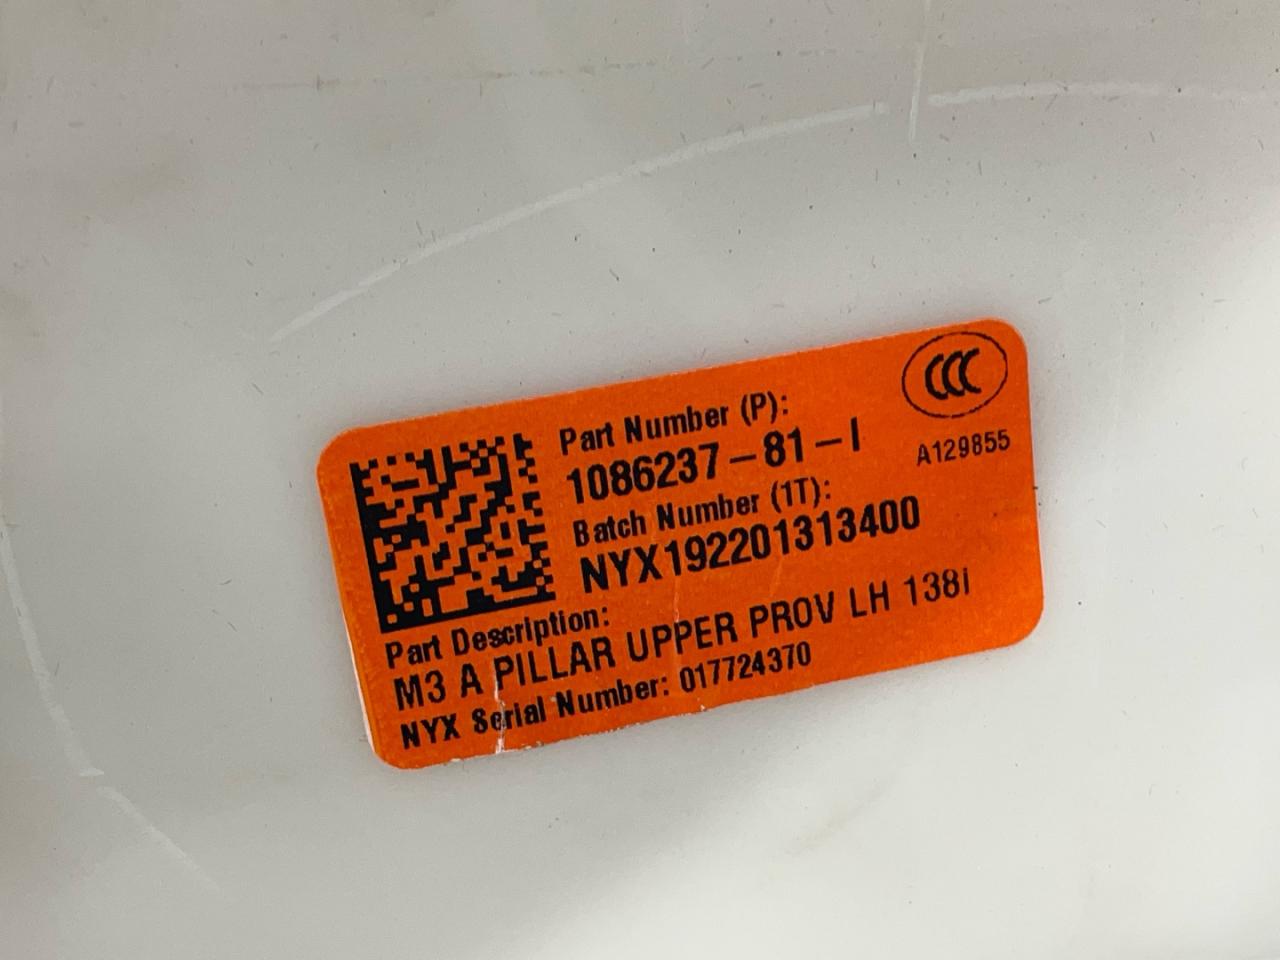 Part Number (P):
1086237-81-I
Batch Number (1T):
NYX192201313400
Part Description:
M3 A PILLAR UPPER PROV LH 138i
NYX Serial Number: 017724370
CCC
A129855